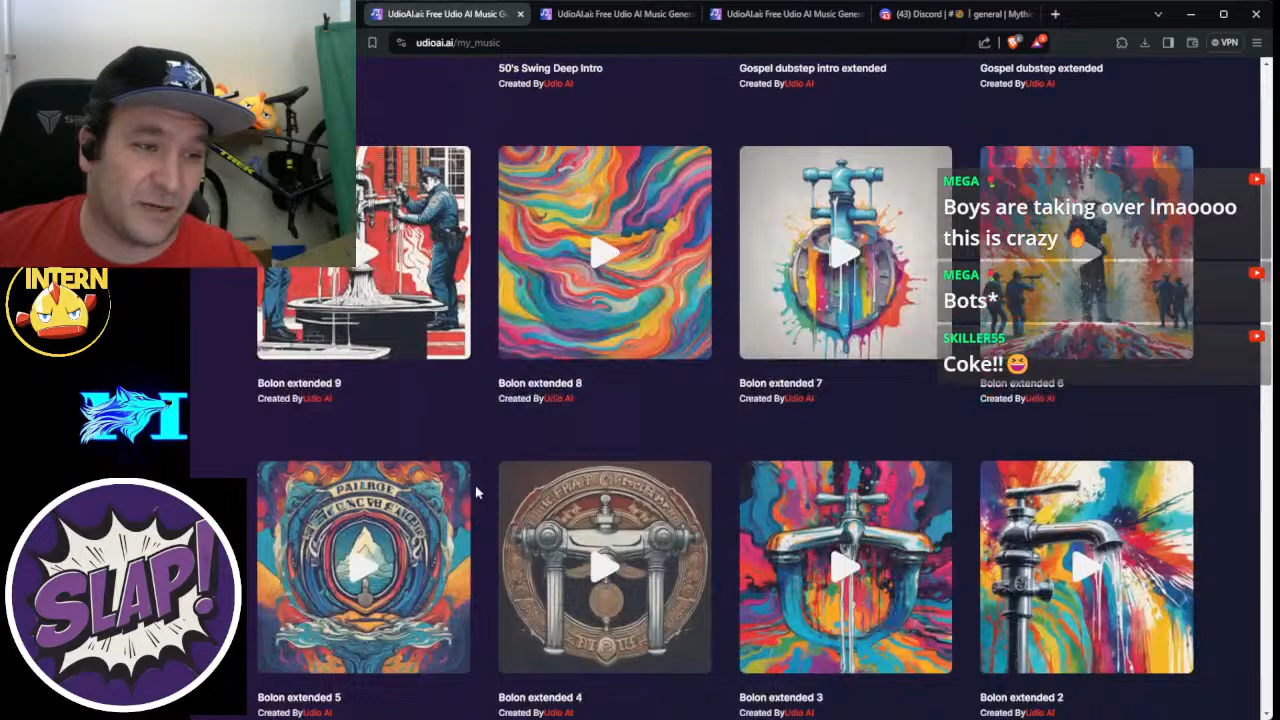 UdioAI.ai: Free Udio AI Music G
UdioAI.ai: Free Udio AI Music Gener
UdioAI.ai: Free Udio AI Music Gener
(43) Discord | # | general | Mythi
udioai.ai/my_music
VPN
TREK
50's Swing Deep Intro
Created By Udio AI
Gospel dubstep intro extended
Created By Udio AI
Gospel dubstep extended
Created By Udio AI
MEGA
Boys are taking over lmaoooo
this is crazy 🔥
MEGA
Bots*
SKILLER55
Coke!!😆
INTERN
M
SLAP!
Bolon extended 9
Created By Udio AI
Bolon extended 8
Created By Udio AI
Bolon extended 7
Created By Udio AI
Bolon extended 6
Created By Udio AI
Bolon extended 5
Created By Udio AI
Bolon extended 4
Created By Udio AI
Bolon extended 3
Created By Udio AI
Bolon extended 2
Created By Udio AI